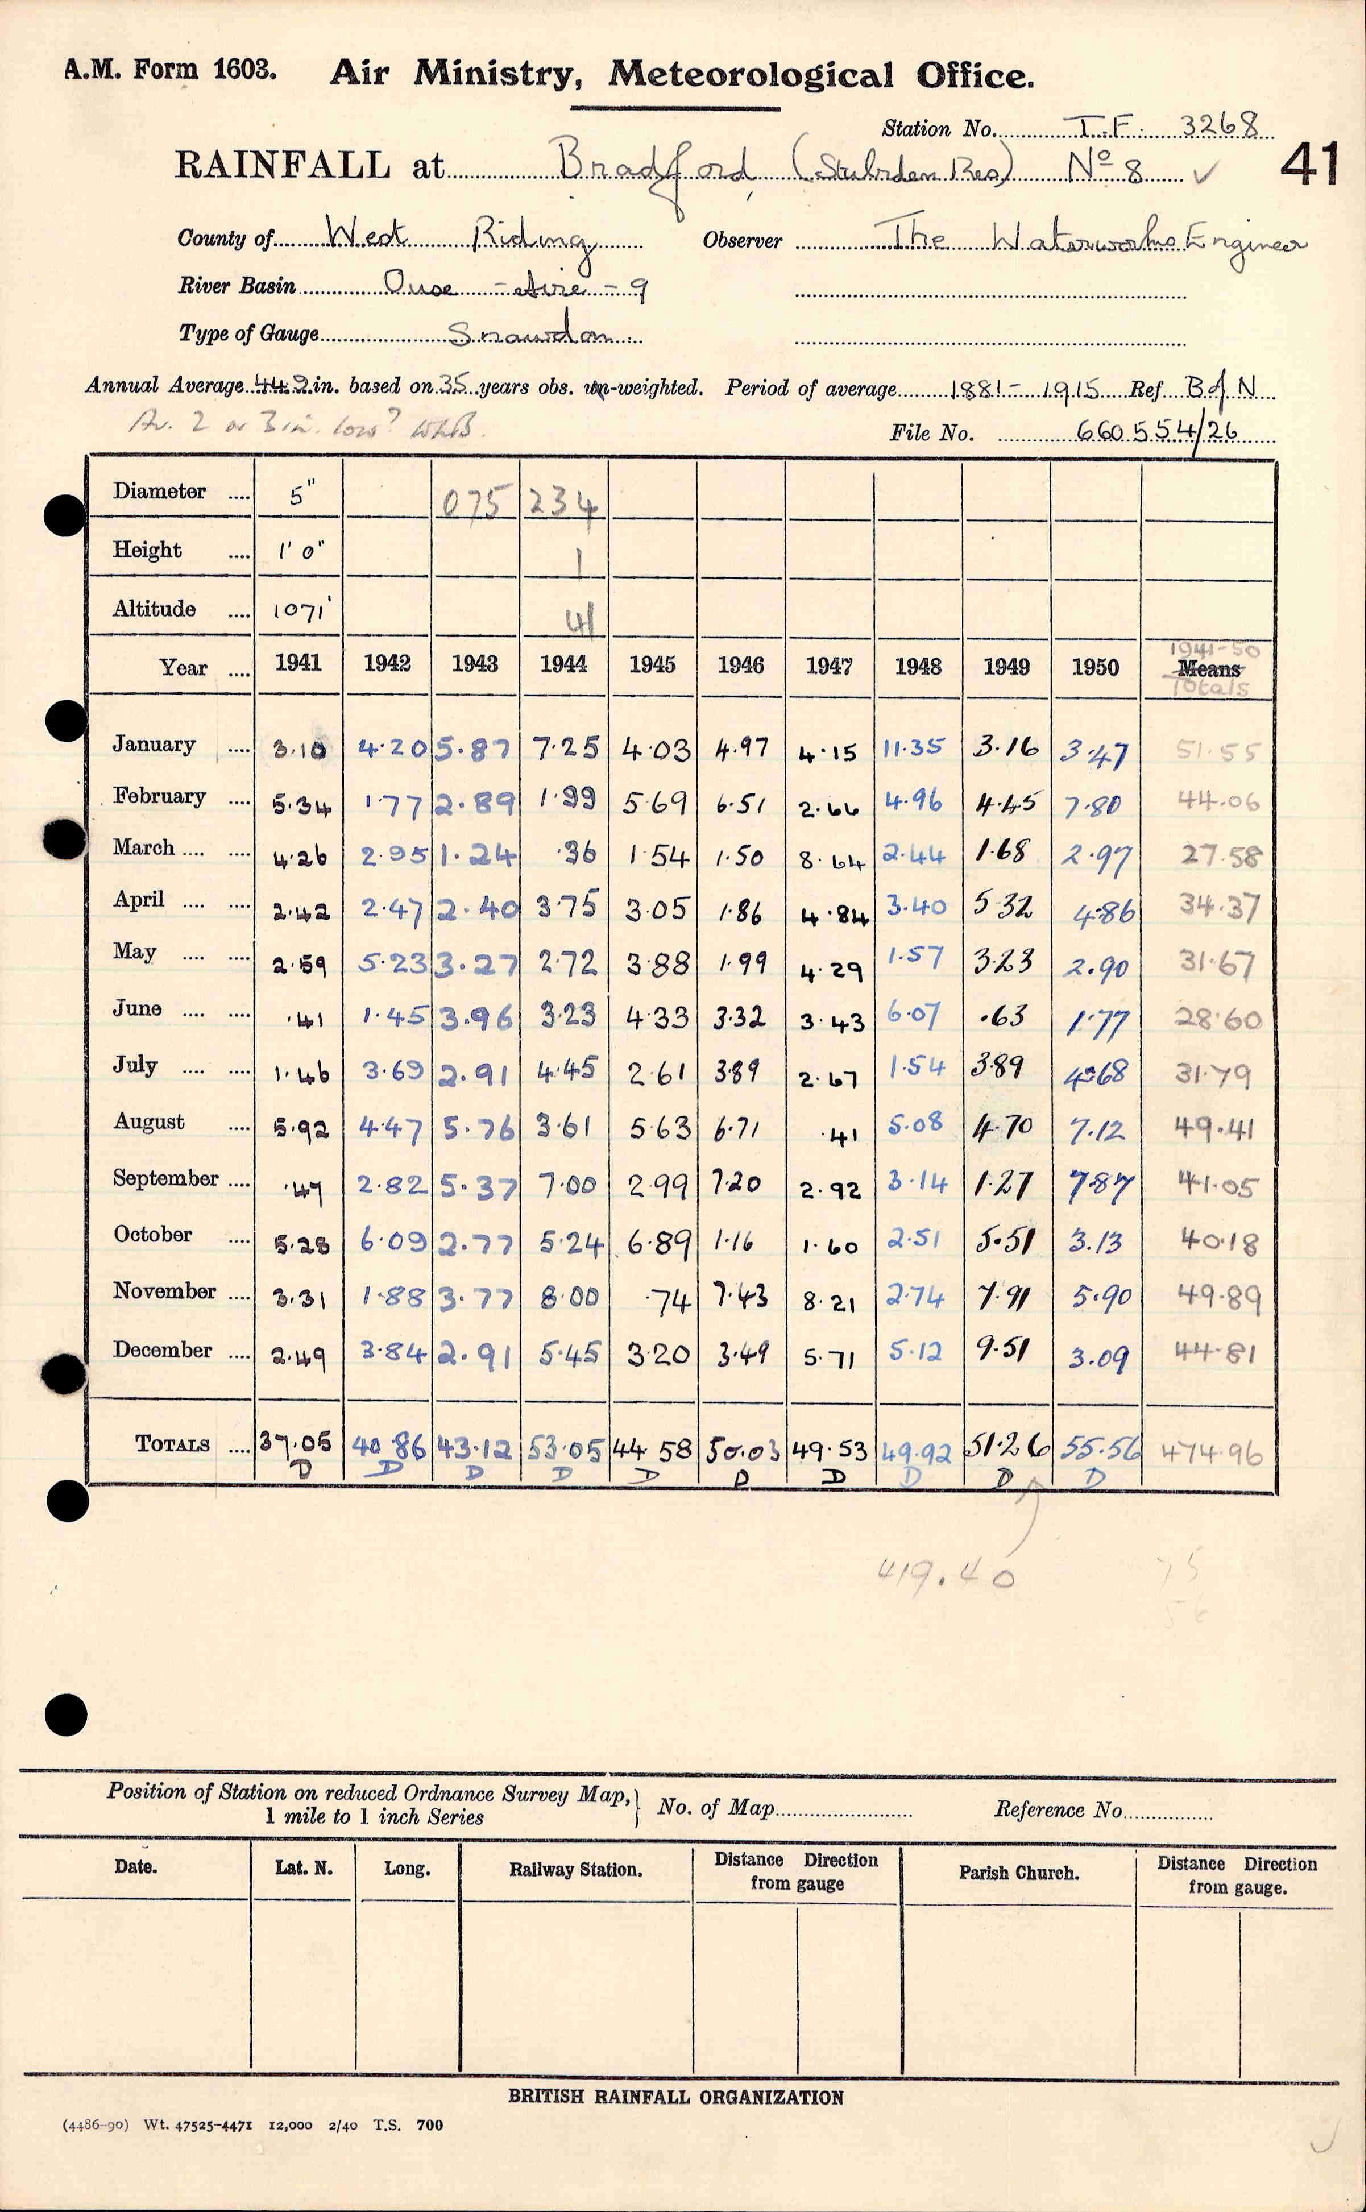 A.M. Form 1603. Air Ministry, Meteorological Office.
Station No. T.F. 3268
RAINFALL at Bradford (Stubden Res) No 8 ✓ 41
County of West Riding Observer The Waterworks Engineer
River Basin Ouse - Aire - 9
Type of Gauge Snowdon
Annual Average 44.9 in. based on 35 years obs. un-weighted. Period of average 1881 - 1915 Ref. B of N
Av. 2 or 3 in. low?
File No. 660554/26
Diameter .... 5" 075 234
Height .... 1' 0" 1
Altitude .... 1071' 41
Year .... 1941 1942 1943 1944 1945 1946 1947 1948 1949 1950 1941-50 Means Totals
January .... 3.10 4.20 5.87 7.25 4.03 4.97 4.15 11.35 3.16 3.47 51.55
February .... 5.34 1.77 2.89 1.99 5.69 6.51 2.66 4.96 4.45 7.80 44.06
March .... .... 4.26 2.95 1.24 .36 1.54 1.50 8.64 2.44 1.68 2.97 27.58
April .... .... 2.42 2.47 2.40 3.75 3.05 1.86 4.84 3.40 5.32 4.86 34.37
May .... .... 2.59 5.23 3.27 2.72 3.88 1.99 4.29 1.57 3.23 2.90 31.67
June .... .... .41 1.45 3.96 3.23 4.33 3.32 3.43 6.07 .63 1.77 28.60
July .... .... 1.46 3.69 2.91 4.45 2.61 3.89 2.67 1.54 3.89 4.68 31.79
August .... 5.92 4.47 5.76 3.61 5.63 6.71 .41 5.08 4.70 7.12 49.41
September .... .47 2.82 5.37 7.00 2.99 7.20 2.92 3.14 1.27 7.87 41.05
October .... 5.28 6.09 2.77 5.24 6.89 1.16 1.60 2.51 5.51 3.13 40.18
November .... 3.31 1.88 3.77 8.00 .74 7.43 8.21 2.74 7.91 5.90 49.89
December .... 2.49 3.84 2.91 5.45 3.20 3.49 5.71 5.12 9.51 3.09 44.81
TOTALS .... 37.05 40.86 43.12 53.05 44.58 50.03 49.53 49.92 51.26 55.56 474.96
D D D D D D D D D D
419.40 75
56
Position of Station on reduced Ordnance Survey Map, No. of Map Reference No.
1 mile to 1 inch Series
Date. Lat. N. Long. Railway Station. Distance Direction from gauge Parish Church. Distance Direction from gauge.
BRITISH RAINFALL ORGANIZATION
(4486-90) Wt. 47525-4471 12,000 2/40 T.S. 700